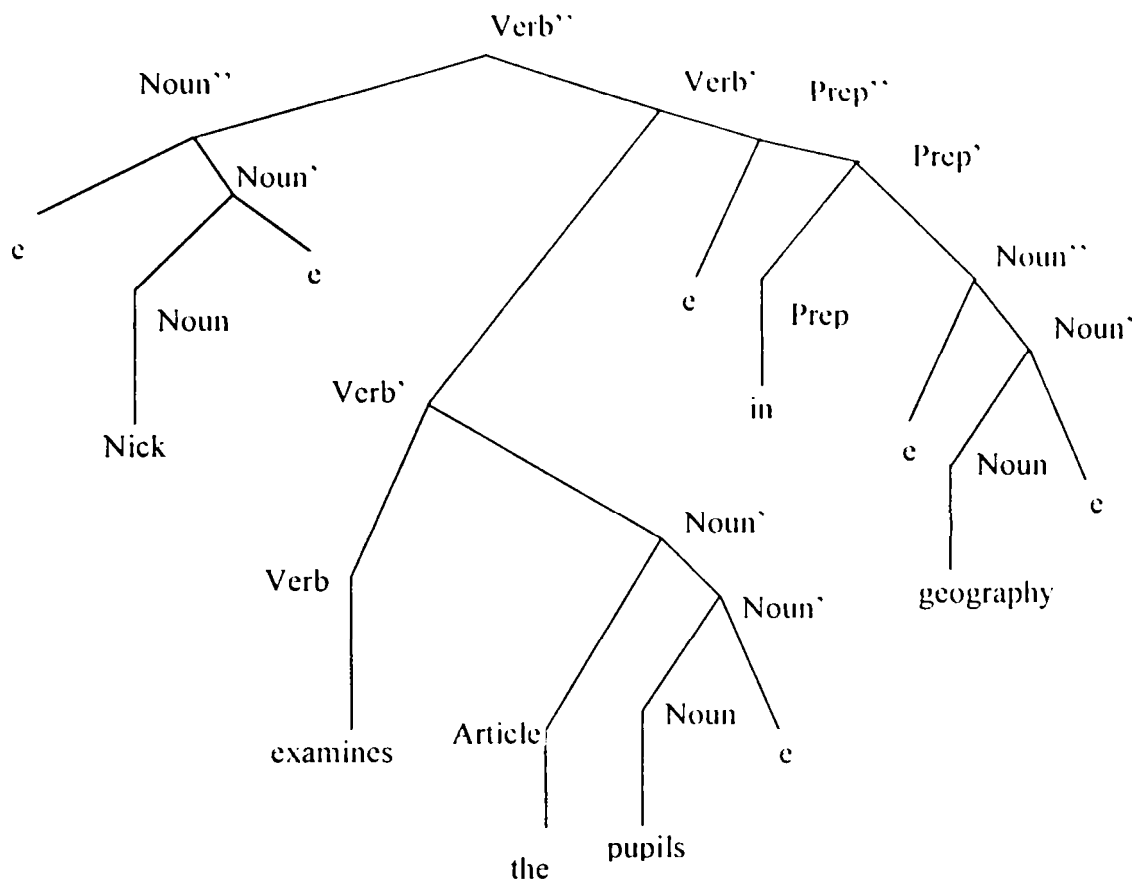 Verb``
Noun``
Verb`
Prep``
Prep`
Noun`
e
e
Noun
Nick
e
Prep
in
Noun``
Noun`
e
Noun
e
geography
Verb`
Verb
examines
Noun`
Noun`
Article
Noun
e
the
pupils